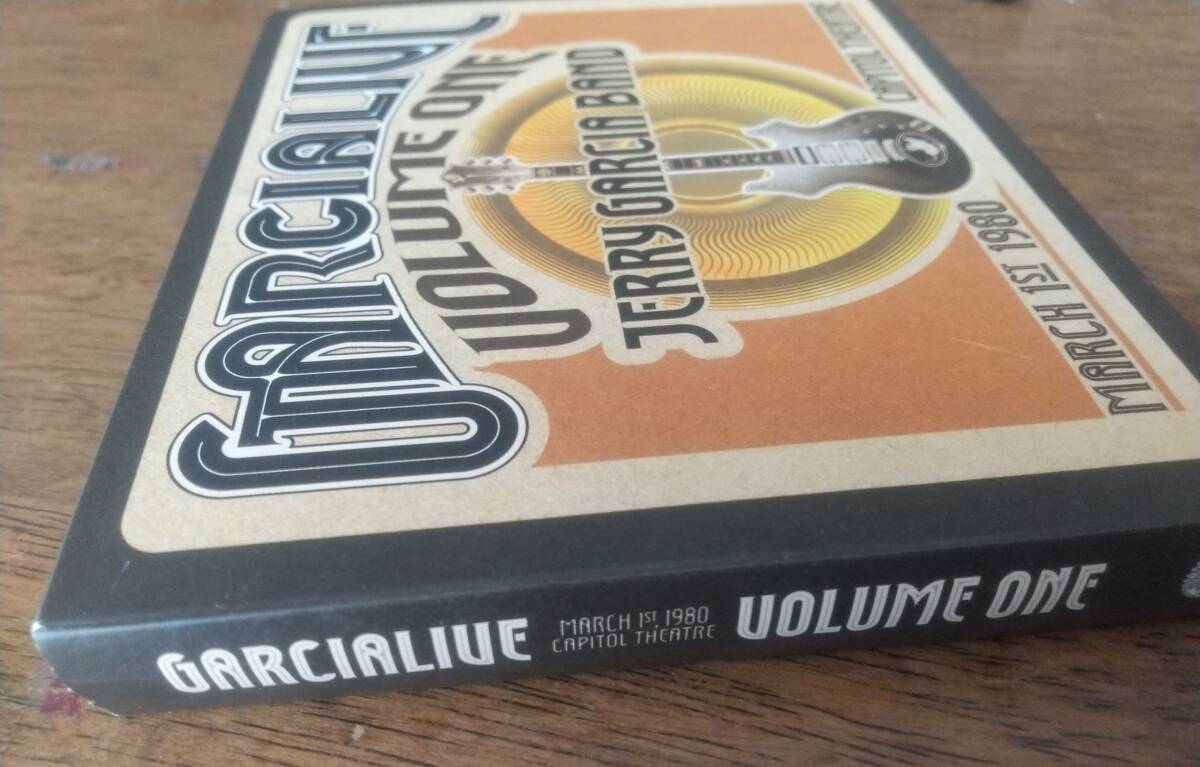 GARCIALIVE
VOLUME ONE
JERRY GARCIA BAND
MARCH 1ST 1980
CAPITOL THEATRE
GARCIALIVE
MARCH 1ST 1980
CAPITOL THEATRE
VOLUME ONE